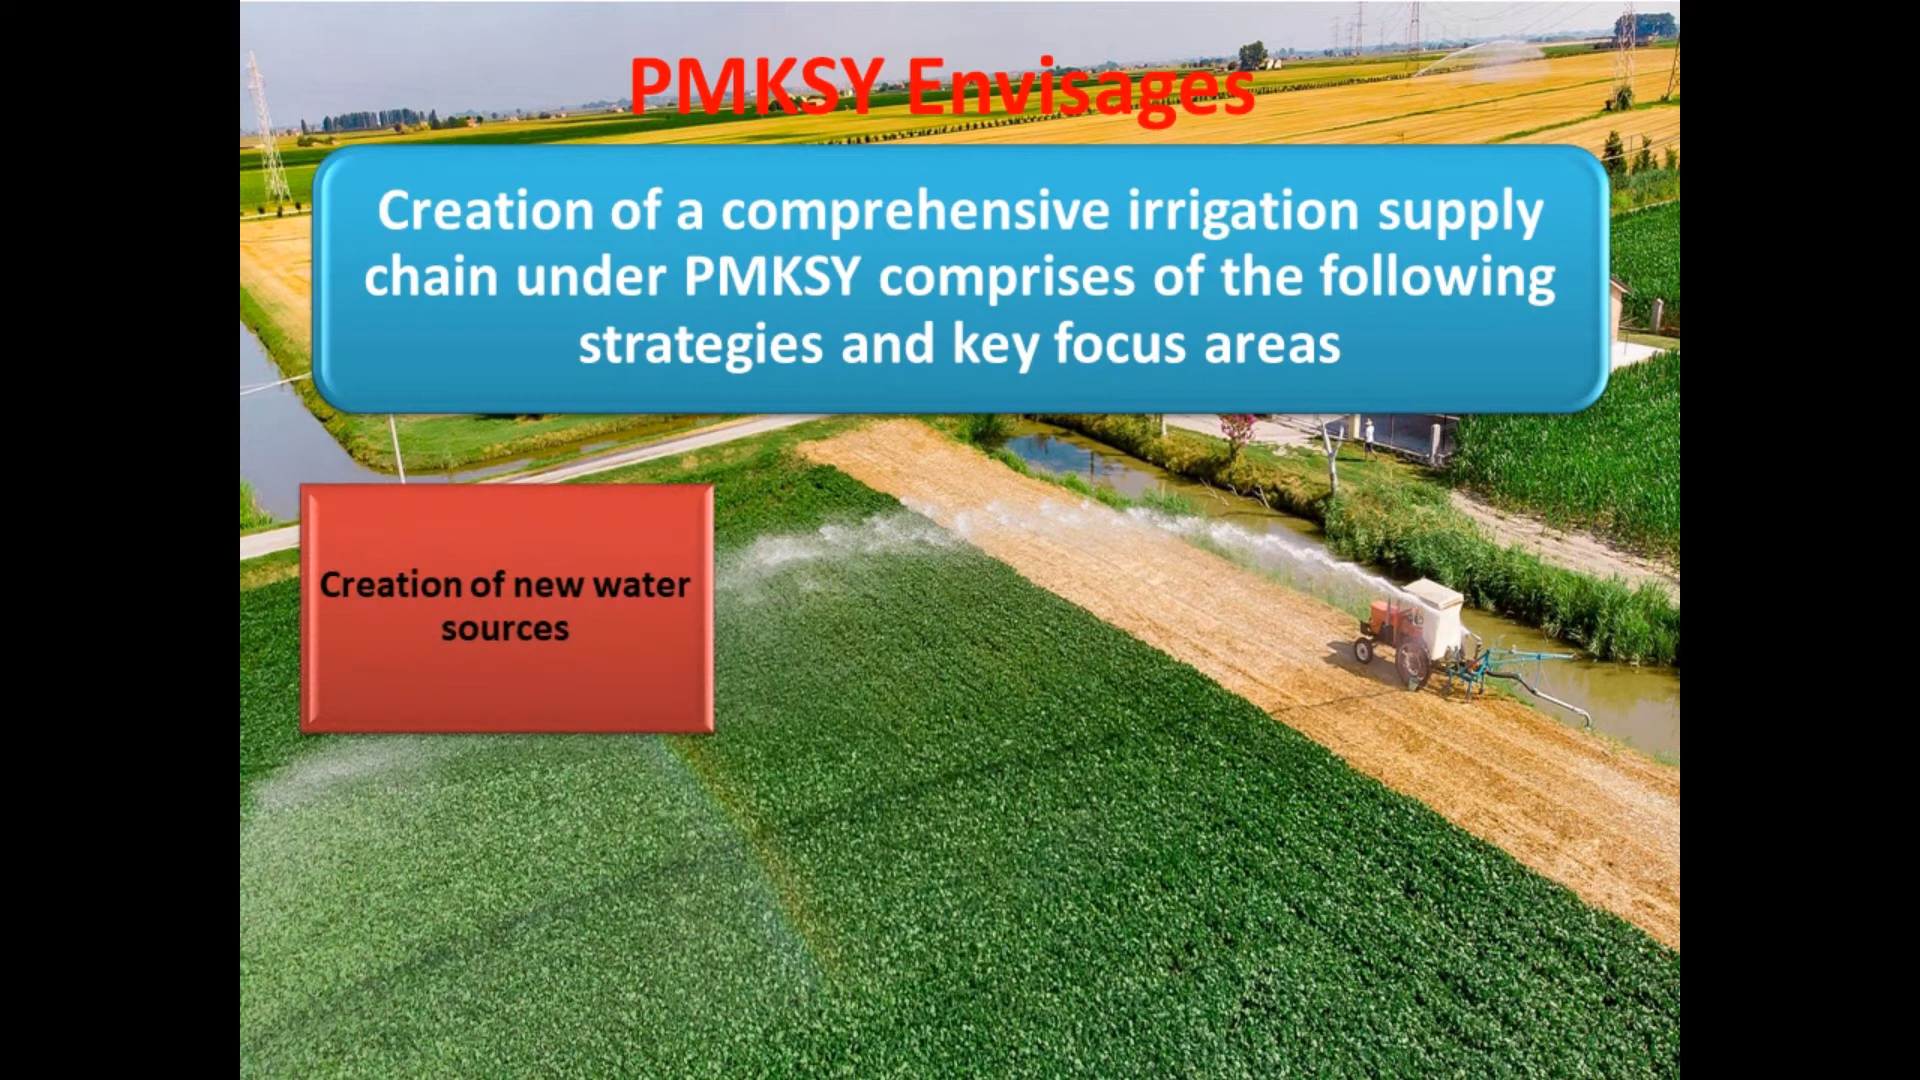 PMKSY Envisages
Creation of a comprehensive irrigation supply
chain under PMKSY comprises of the following
strategies and key focus areas
Creation of new water
sources